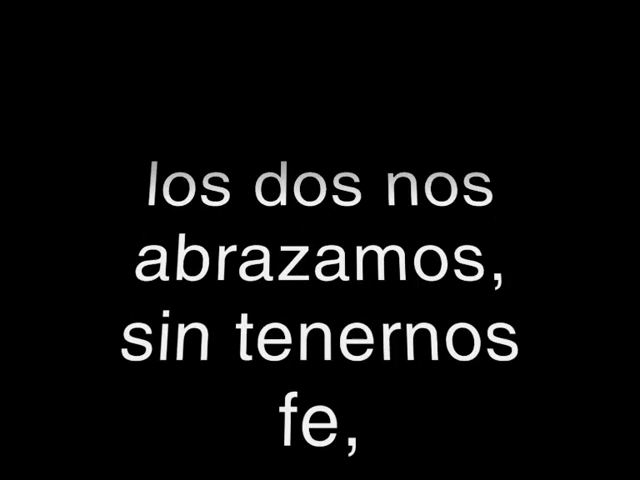 los dos nos
abrazamos,
sin tenernos
fe,